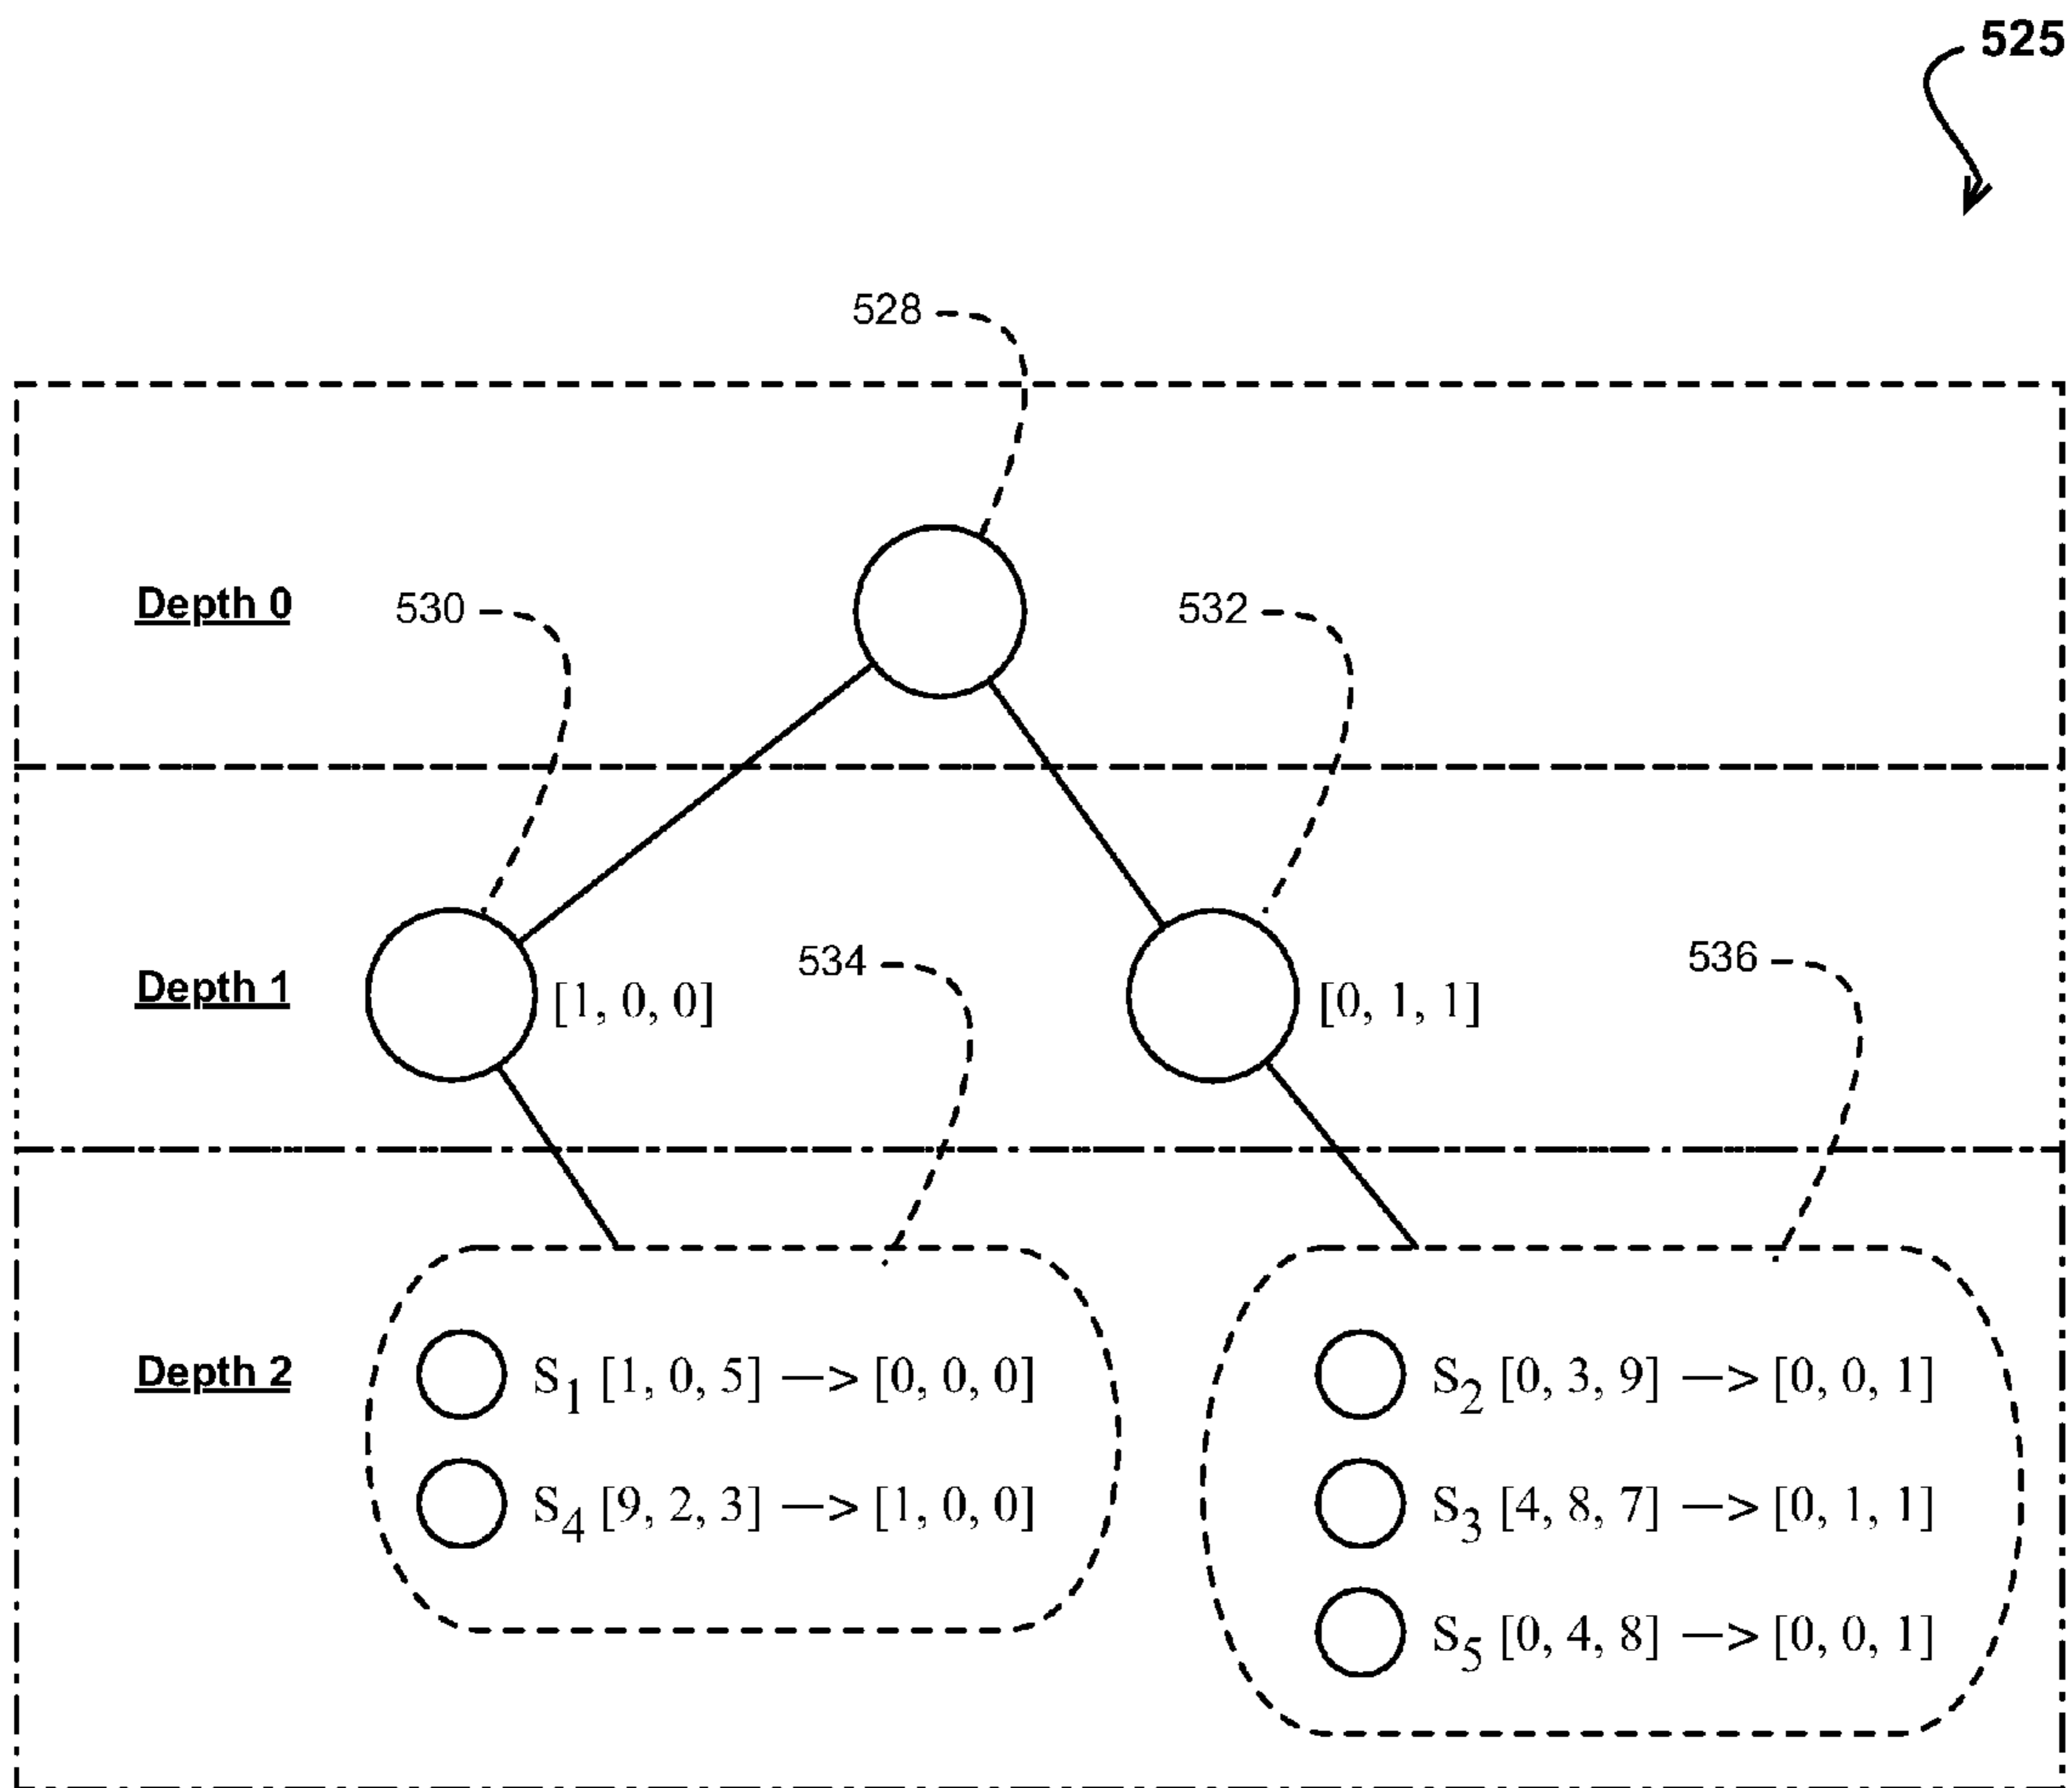 525
528
Depth 0
530
532
Depth 1
[1, 0, 0]
534
[0, 1, 1]
536
Depth 2
S1 [1, 0, 5] —> [0, 0, 0]
S4 [9, 2, 3] —> [1, 0, 0]
S2 [0, 3, 9] —> [0, 0, 1]
S3 [4, 8, 7] —> [0, 1, 1]
S5 [0, 4, 8] —> [0, 0, 1]